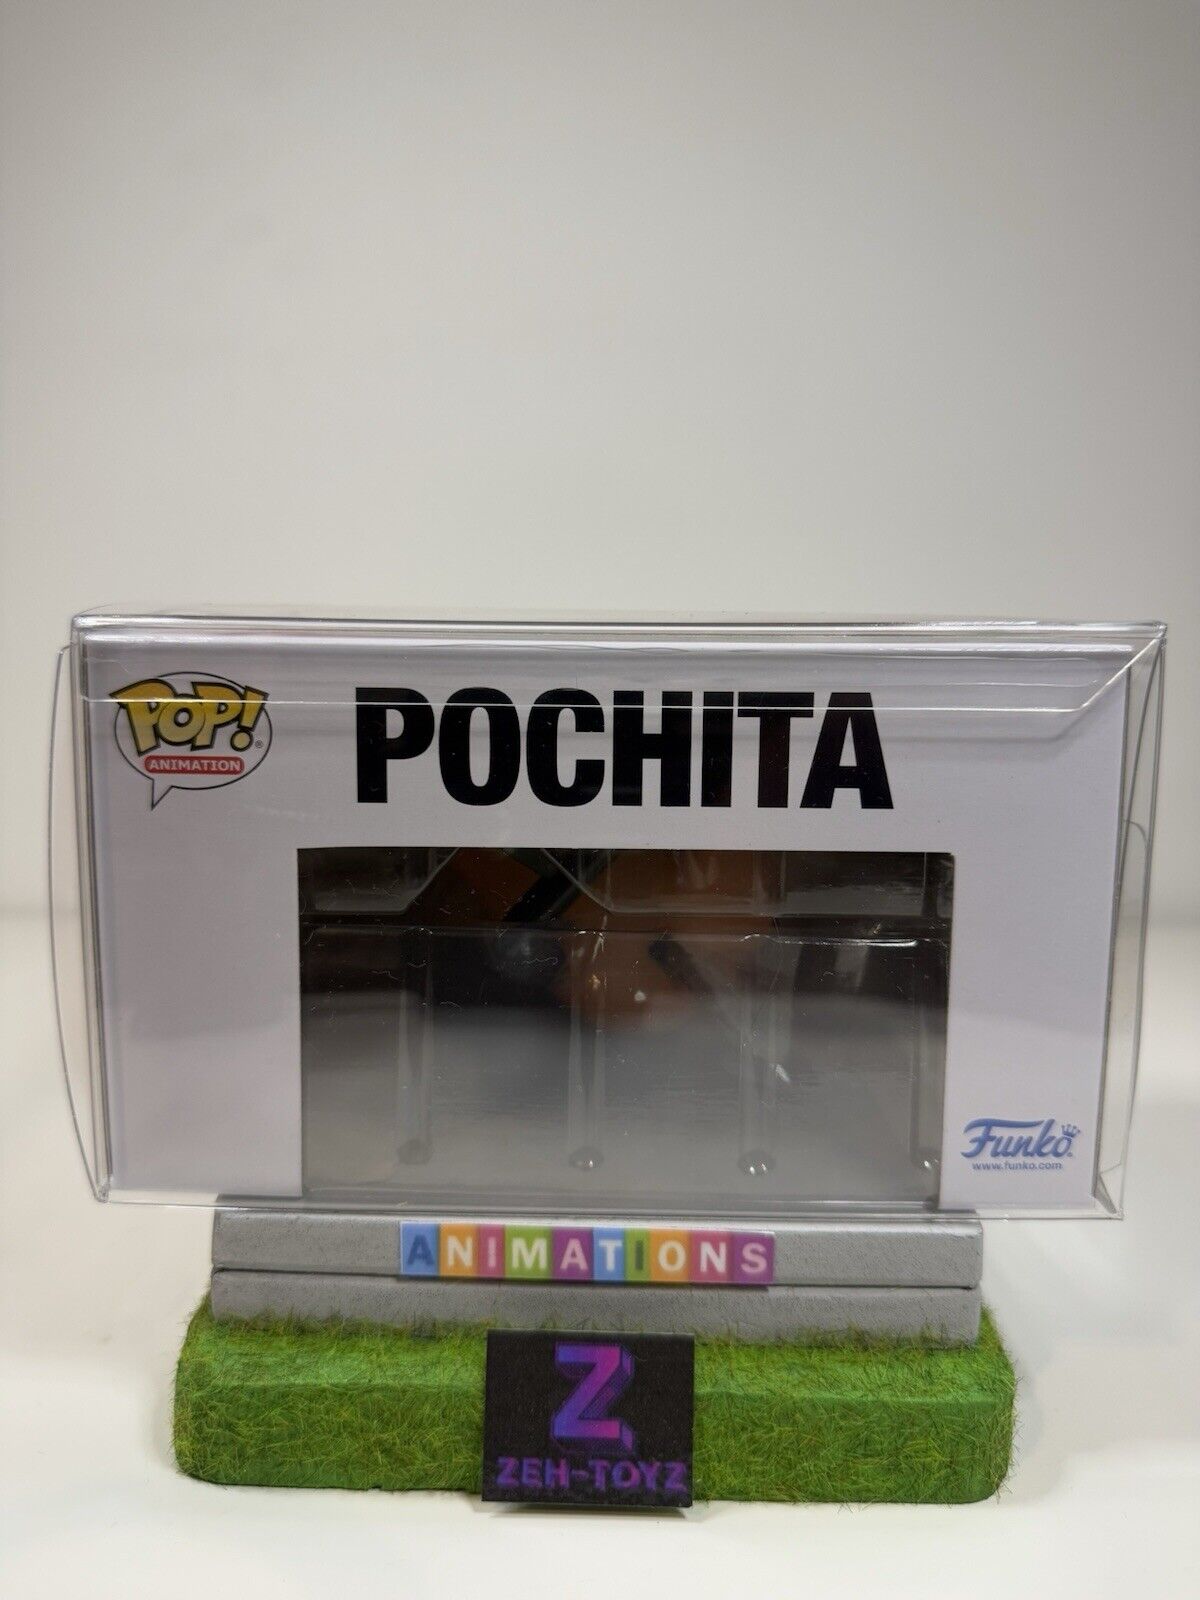 POP!®
ANIMATION
POCHITA
Funko®
www.funko.com
ANIMATIONS
Z
ZEH-TOYZ